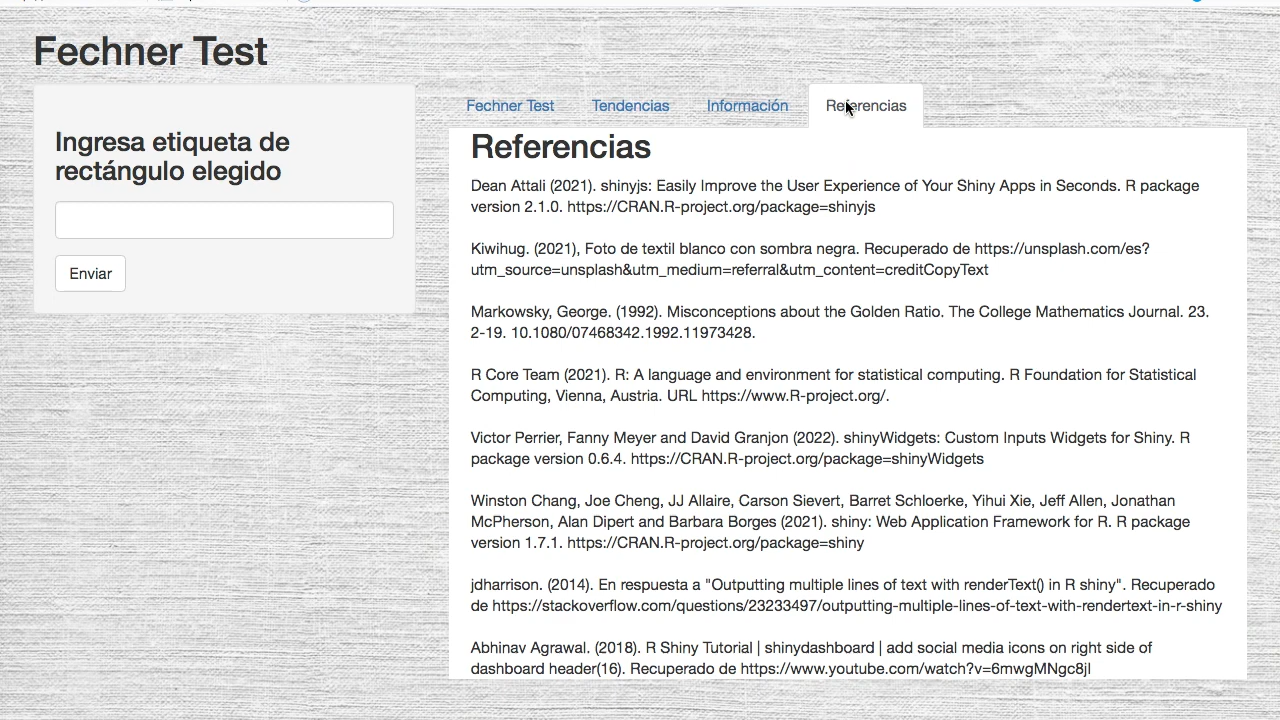 Fechner Test
Ingresa etiqueta de
rectángulo elegido
Enviar
Fechner Test
Tendencias
Información
Referencias
Referencias
Dean Attali (2021). shinyjs: Easily Improve the User Experience of Your Shiny Apps in Seconds. R package
version 2.1.0. https://CRAN.R-project.org/package=shinyjs
Kiwihug. Foto de textil blanco con sombra negra. Recuperado de https://unsplash.com/es?
utm_source=unsplash&utm_medium=referral&utm_content=creditCopyText
Markowsky, George. (1992). Misconceptions about the Golden Ratio. The College Mathematics Journal. 23.
2-19. 10.1080/07468342.1992.11973428.
R Core Team (2021). R: A language and environment for statistical computing. R Foundation for Statistical
Computing, Vienna, Austria. URL https://www.R-project.org/.
Victor Perrier, Fanny Meyer and David Granjon (2022). shinyWidgets: Custom Inputs Widgets for Shiny. R
package version 0.6.4. https://CRAN.R-project.org/package=shinyWidgets
Winston Chang, Joe Cheng, JJ Allaire, Carson Sievert, Barret Schloerke, Yihui Xie, Jeff Allen, Jonathan
McPherson, Alan Dipert and Barbara Borges (2021). shiny: Web Application Framework for R. R package
version 1.7.1. https://CRAN.R-project.org/package=shiny
jdharrison. (2014). En respuesta a "Outputting multiple lines of text with renderText() in R shiny". Recuperado
de https://stackoverflow.com/questions/23233497/outputting-multiple-lines-of-text-with-rendertext-in-r-shiny
Abhinav Agrawal. (2018). R Shiny Tutorial | shinydashboard | add social media icons on right side of
dashboard header(16). Recuperado de